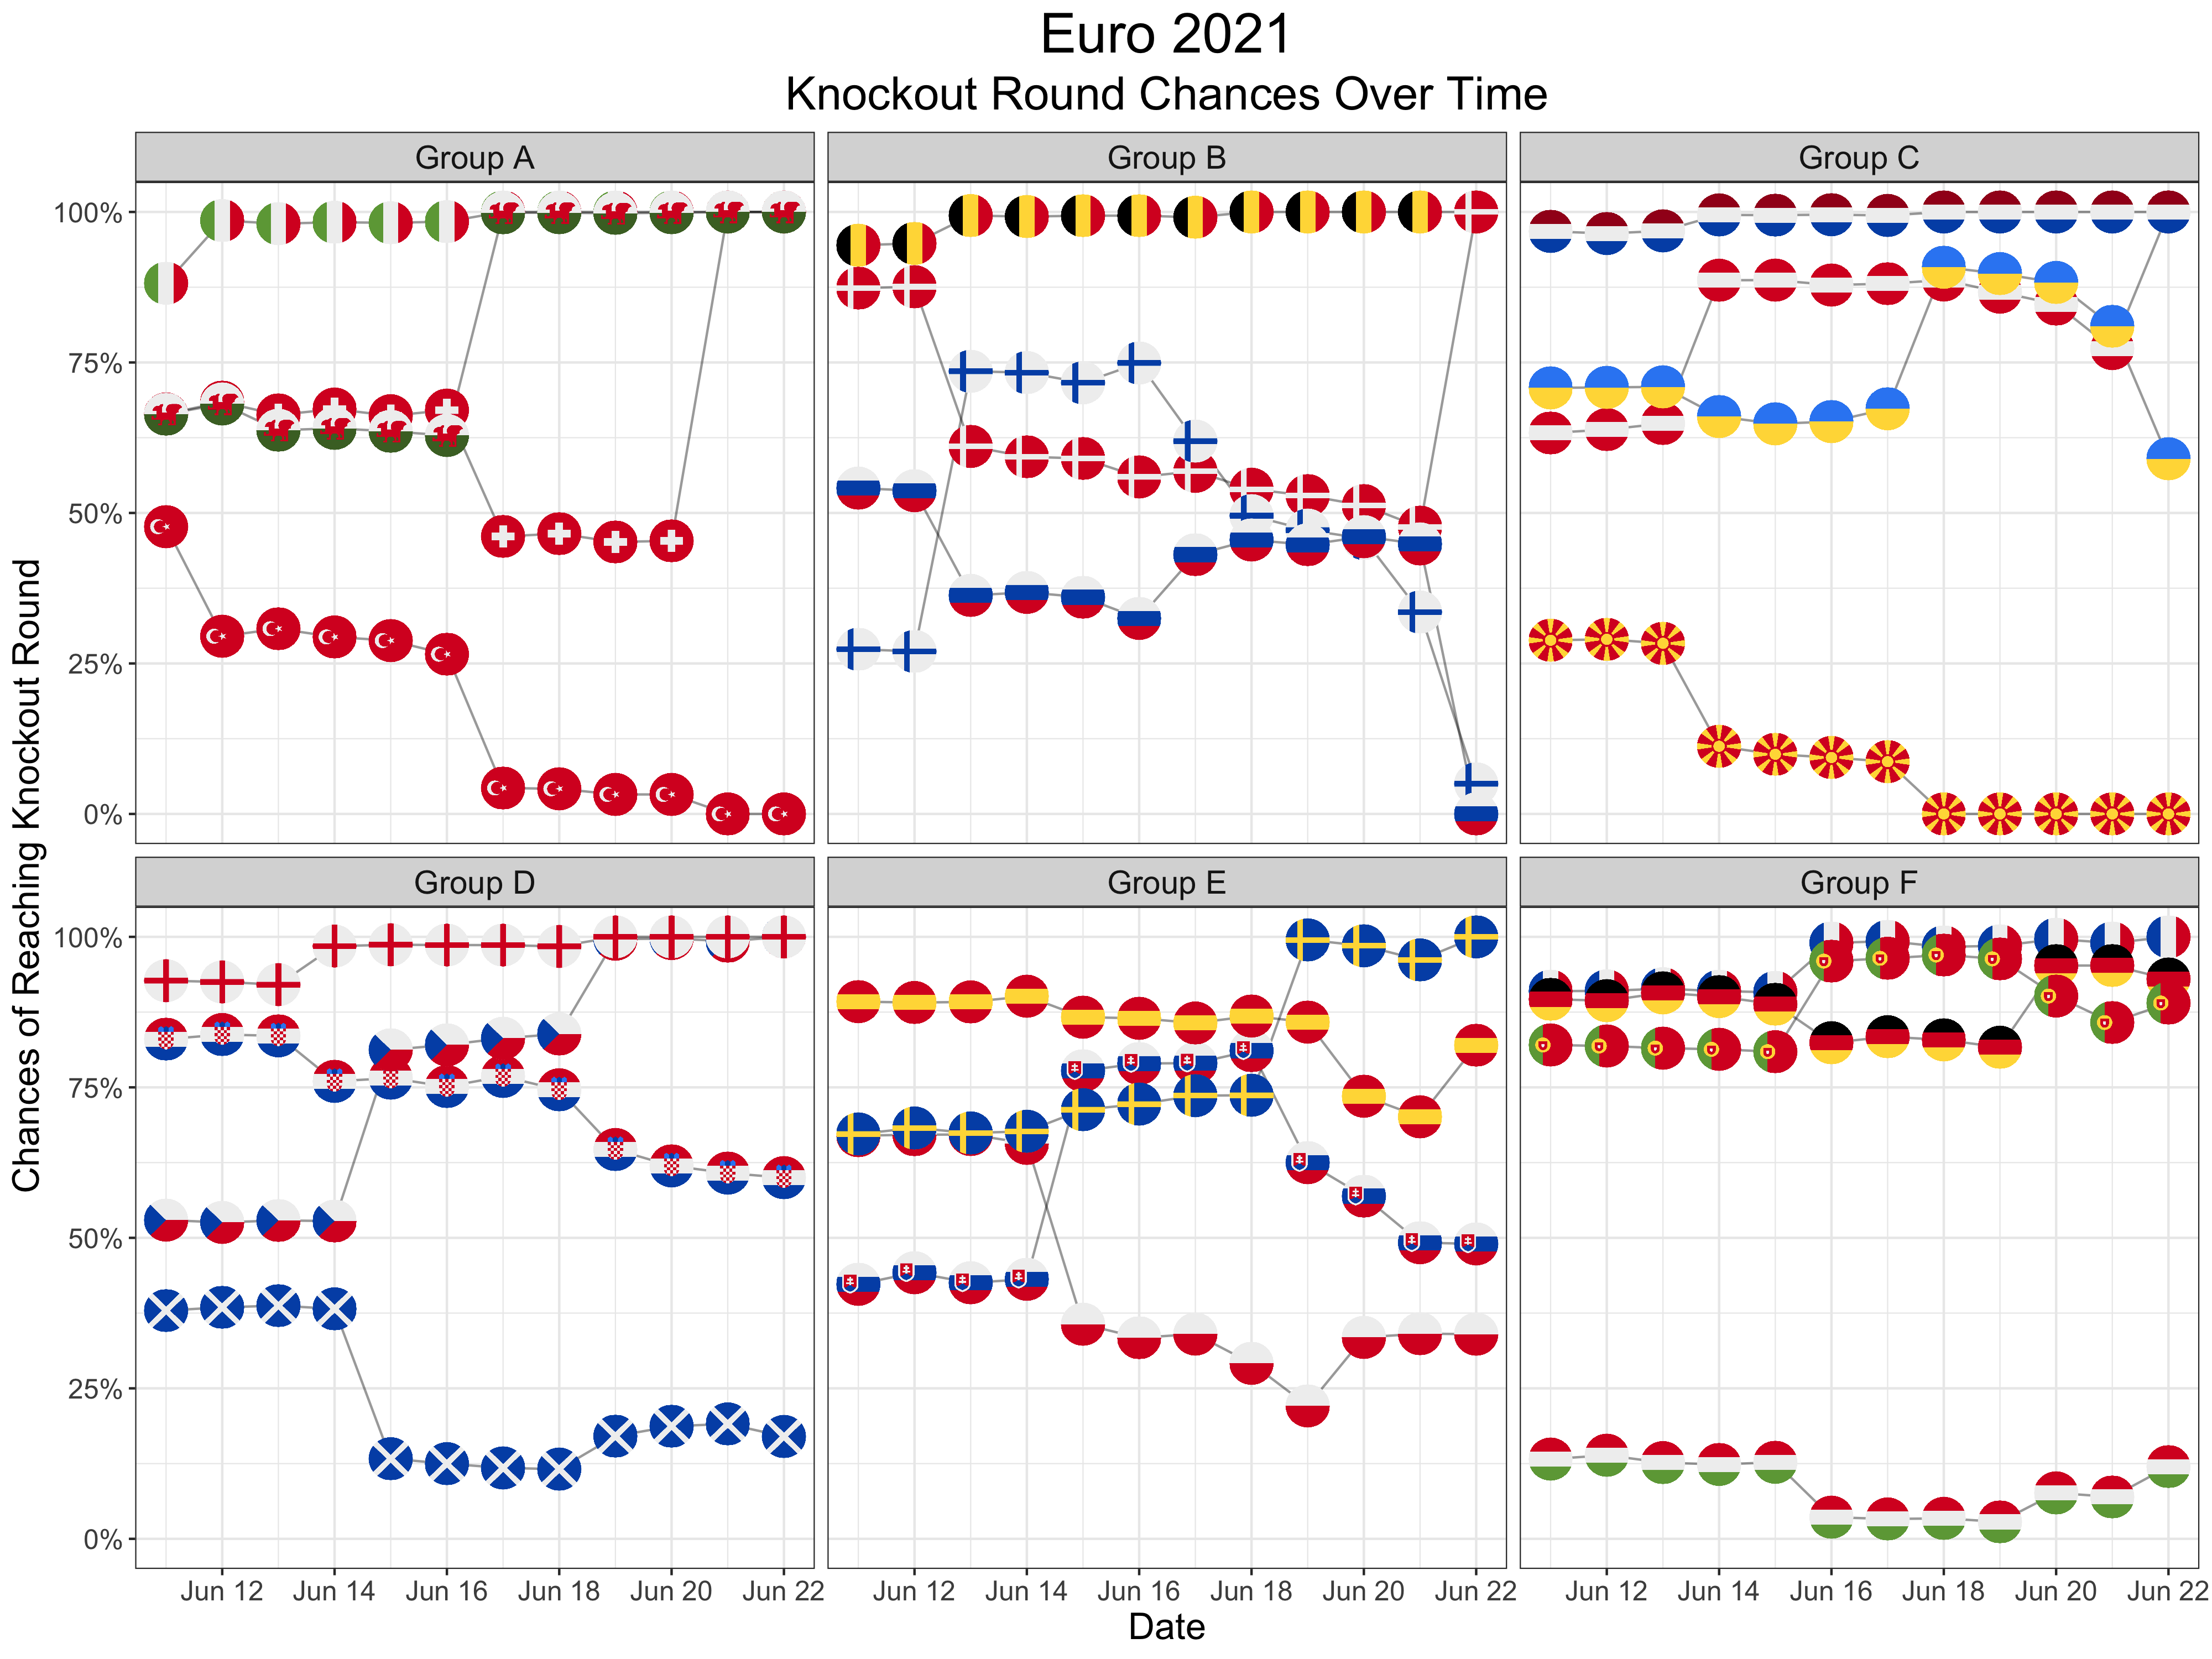 Euro 2021
Knockout Round Chances Over Time
Group A
Group B
Group C
100%
75%
50%
25%
0%
Chances of Reaching Knockout Round
Group D
Group E
Group F
100%
75%
50%
25%
0%
Jun 12 Jun 14 Jun 16 Jun 18 Jun 20 Jun 22
Jun 12 Jun 14 Jun 16 Jun 18 Jun 20 Jun 22
Jun 12 Jun 14 Jun 16 Jun 18 Jun 20 Jun 22
Date